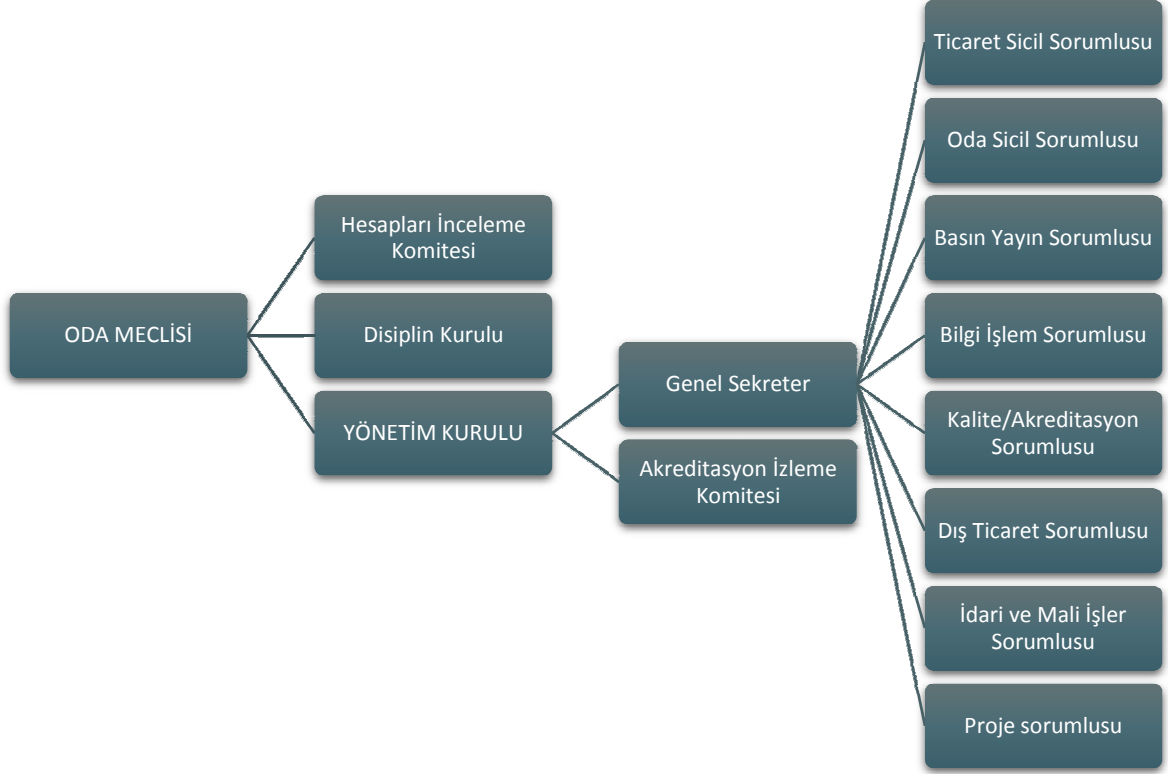 ODA MECLİSİ
Hesapları İnceleme
Komitesi
Disiplin Kurulu
YÖNETİM KURULU
Genel Sekreter
Akreditasyon İzleme
Komitesi
Ticaret Sicil Sorumlusu
Oda Sicil Sorumlusu
Basın Yayın Sorumlusu
Bilgi İşlem Sorumlusu
Kalite/Akreditasyon
Sorumlusu
Dış Ticaret Sorumlusu
İdari ve Mali İşler
Sorumlusu
Proje sorumlusu